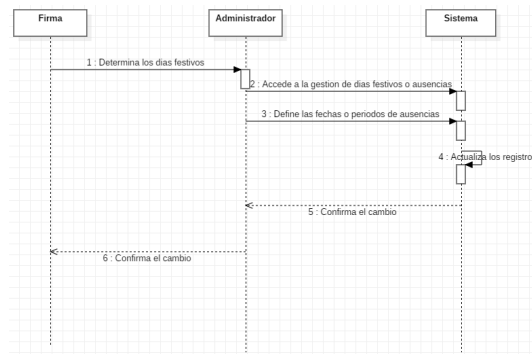 Firma
Administrador
Sistema
1 : Determina los dias festivos
2 : Accede a la gestion de dias festivos o ausencias
3 : Define las fechas o periodos de ausencias
4 : Actualiza los registro
5 : Confirma el cambio
6 : Confirma el cambio